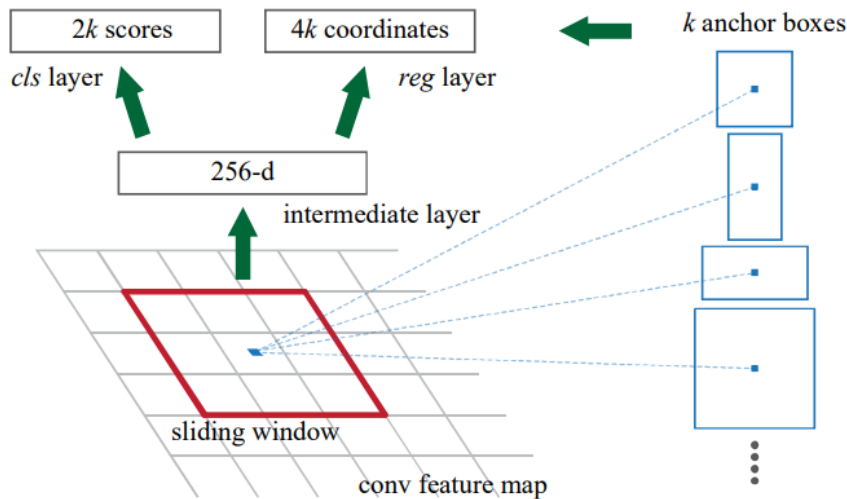 2k scores
4k coordinates
k anchor boxes
cls layer
reg layer
256-d
intermediate layer
sliding window
conv feature map